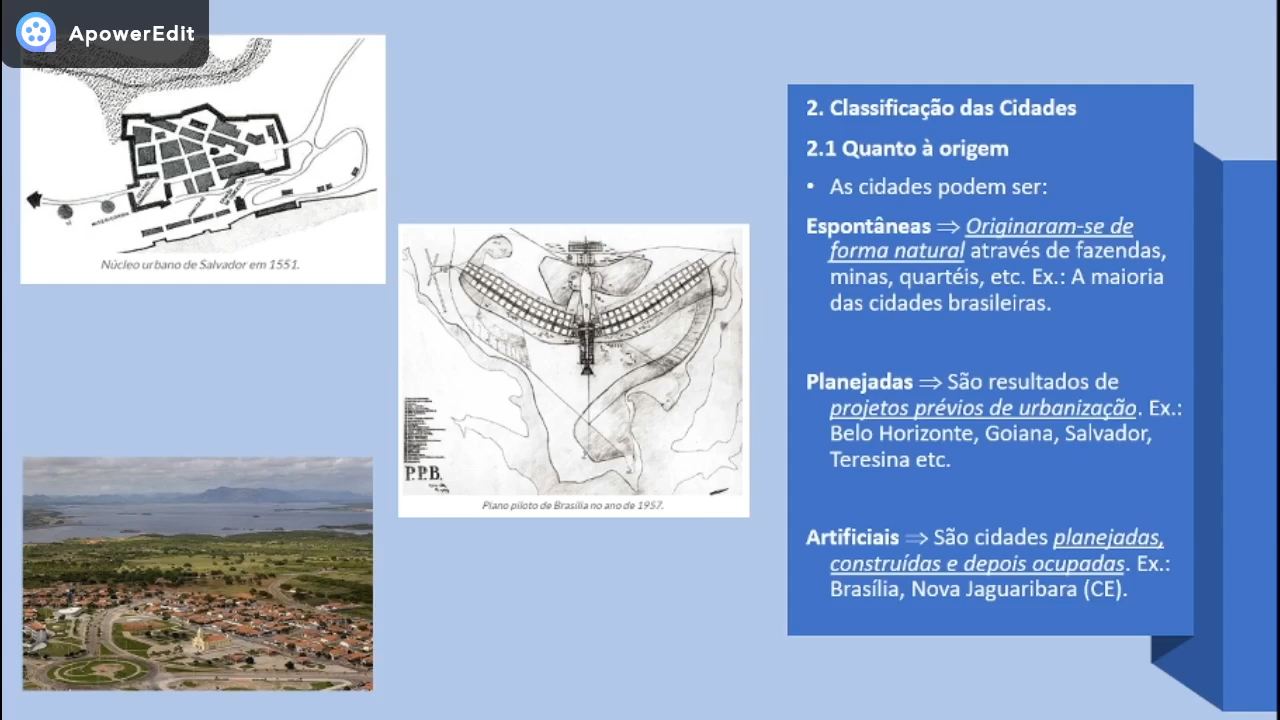 ApowerEdit
MISERICORDIA
Núcleo urbano de Salvador em 1551.
P.P.B.
Plano piloto de Brasília no ano de 1957.
2. Classificação das Cidades
2.1 Quanto à origem
• As cidades podem ser:
Espontâneas ⇒ Originaram-se de
forma natural através de fazendas,
minas, quartéis, etc. Ex.: A maioria
das cidades brasileiras.
Planejadas ⇒ São resultados de
projetos prévios de urbanização. Ex.:
Belo Horizonte, Goiana, Salvador,
Teresina etc.
Artificiais ⇒ São cidades planejadas,
construídas e depois ocupadas. Ex.:
Brasília, Nova Jaguaribara (CE).